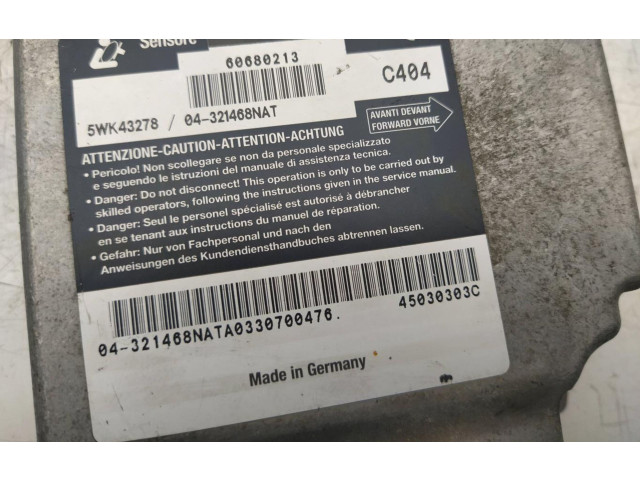 Sensore
60680213
C404
5WK43278 / 04-321468NAT
AVANTI DEVANT
FORWARD VORNE
ATTENZIONE-CAUTION-ATTENTION-ACHTUNG
• Pericolo! Non scollegare se non da personale specializzato
e seguendo le istruzioni del manuale di assistenza tecnica.
• Danger: Do not disconnect! This operation is only to be carried out by
skilled operators, following the instructions given in the service manual.
• Danger: Seul le personel spécialisé est autorisé à débrancher
en se tenant aux instructions du manuel de réparation.
• Gefahr: Nur von Fachpersonal und nach den
Anweisungen des Kundendiensthandbuches abtrennen lassen.
04-321468NATA0330700476.
45030303C
Made in Germany